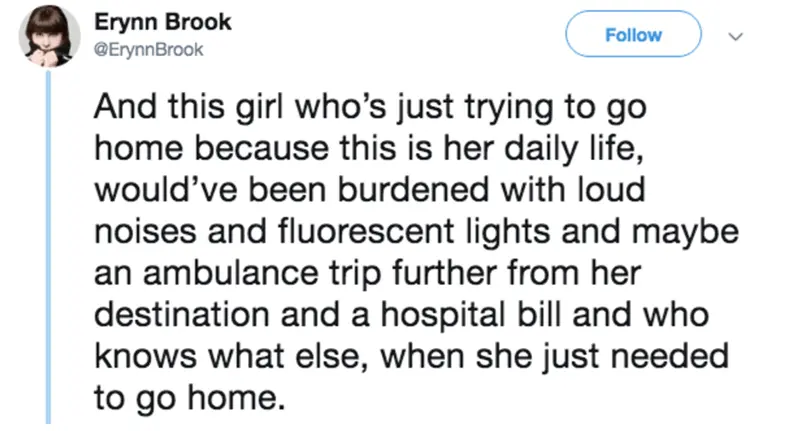 Erynn Brook
@ErynnBrook
Follow
And this girl who’s just trying to go
home because this is her daily life,
would’ve been burdened with loud
noises and fluorescent lights and maybe
an ambulance trip further from her
destination and a hospital bill and who
knows what else, when she just needed
to go home.